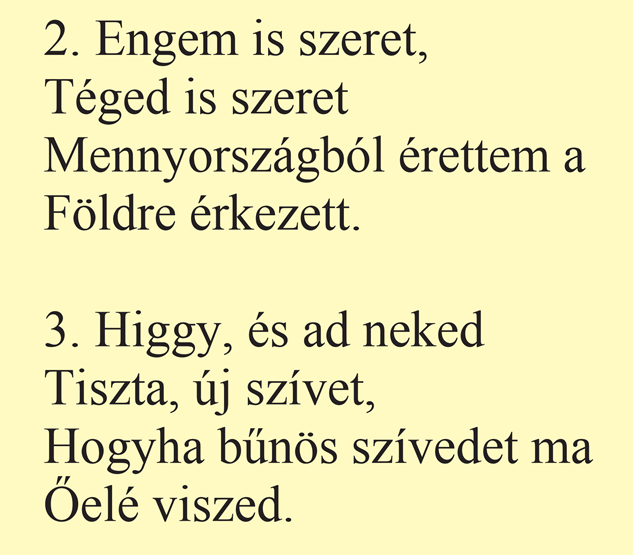 2. Engem is szeret,
Téged is szeret
Mennyországból érettem a
Földre érkezett.
3. Higgy, és ad neked
Tiszta, új szívet,
Hogyha bűnös szívedet ma
Őelé viszed.